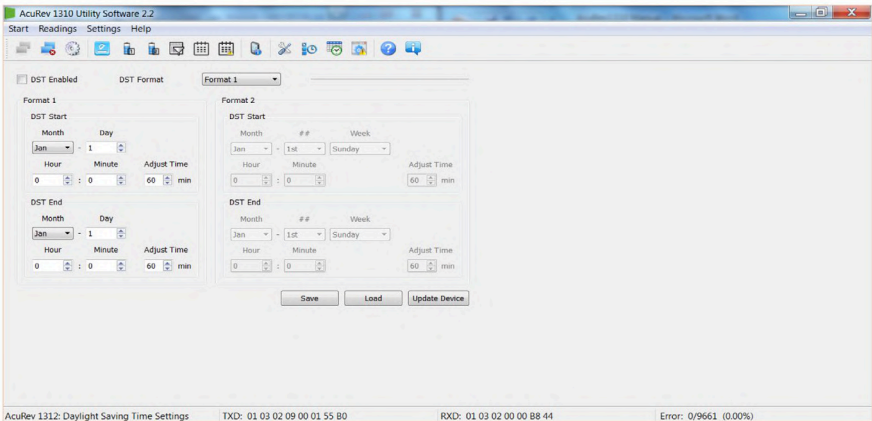 AcuRev 1310 Utility Software 2.2
Start Readings Settings Help
DST Enabled DST Format Format 1
Format 1
DST Start
Month Day
Jan - 1
Hour Minute Adjust Time
0 : 0 60 min
DST End
Month Day
Jan - 1
Hour Minute Adjust Time
0 : 0 60 min
Format 2
DST Start
Month ## Week
Jan - 1st Sunday
Hour Minute Adjust Time
0 : 0 60 min
DST End
Month ## Week
Jan - 1st Sunday
Hour Minute Adjust Time
0 : 0 60 min
Save Load Update Device
AcuRev 1312: Daylight Saving Time Settings TXD: 01 03 02 09 00 01 55 B0 RXD: 01 03 02 00 00 B8 44 Error: 0/9661 (0.00%)